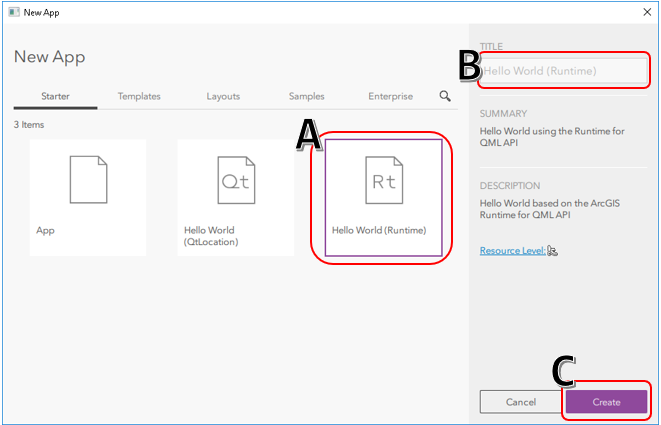 New App
New App
Starter
Templates
Layouts
Samples
Enterprise
3 Items
App
Qt
Hello World
(QtLocation)
A
Rt
Hello World (Runtime)
TITLE
B
Hello World (Runtime)
SUMMARY
Hello World using the Runtime for
QML API
DESCRIPTION
Hello World based on the ArcGIS
Runtime for QML API
Resource Level:
C
Cancel
Create